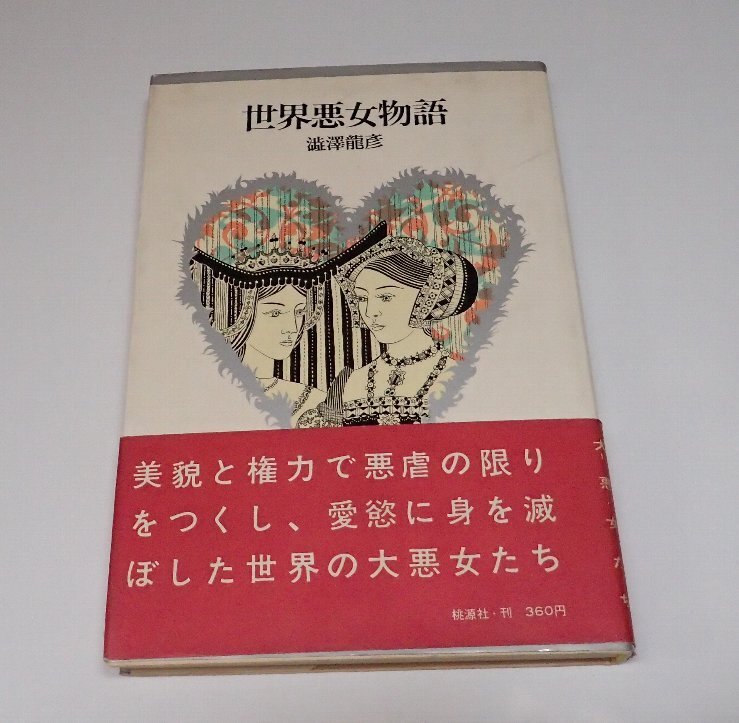 世界悪女物語
澁澤龍彦
美貌と権力で悪虐の限り
をつくし、愛慾に身を滅
ぼした世界の大悪女たち
桃源社・刊 360円